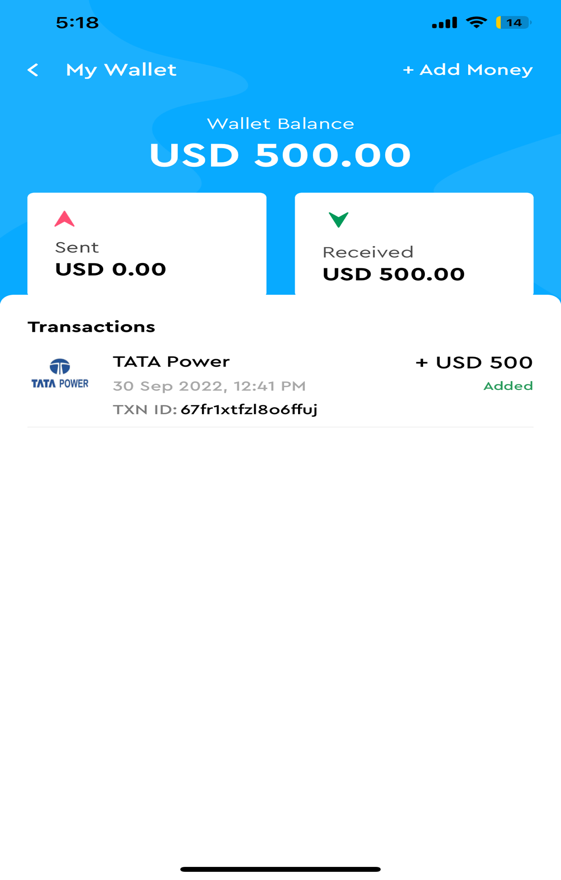 5:18
14
My Wallet
+ Add Money
Wallet Balance
USD 500.00
Sent
USD 0.00
Received
USD 500.00
Transactions
TATA POWER
TATA Power
+ USD 500
30 Sep 2022, 12:41 PM
Added
TXN ID: 67fr1xtfzl8o6ffuj